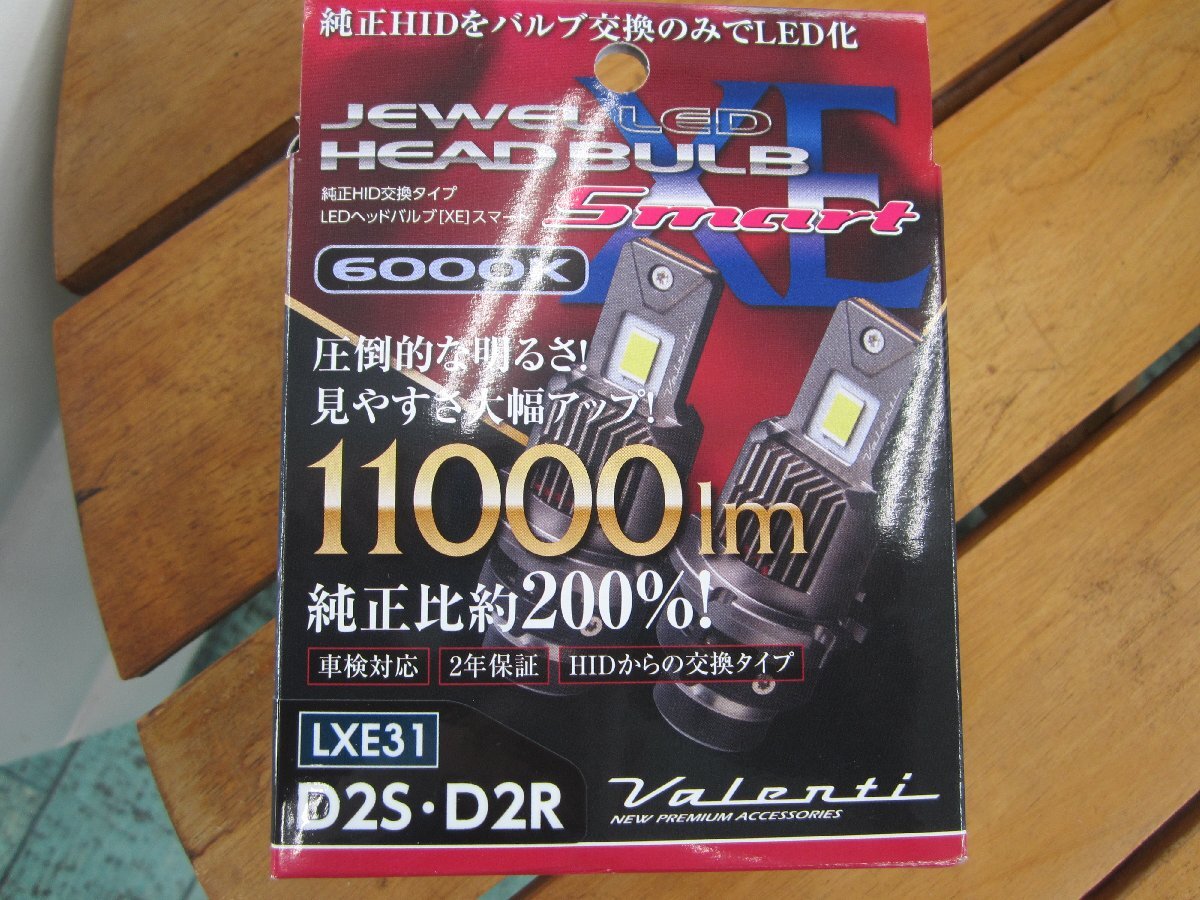 純正HIDをバルブ交換のみでLED化
XE
JEWEL LED
HEAD BULB
Smart
純正HID交換タイプ
LEDヘッドバルブ[XE]スマート
6000K
圧倒的な明るさ!
見やすさ大幅アップ!
11000lm
純正比約200%!
車検対応 2年保証 HIDからの交換タイプ
LXE31
D2S・D2R
Valenti
NEW PREMIUM ACCESSORIES
Valenti